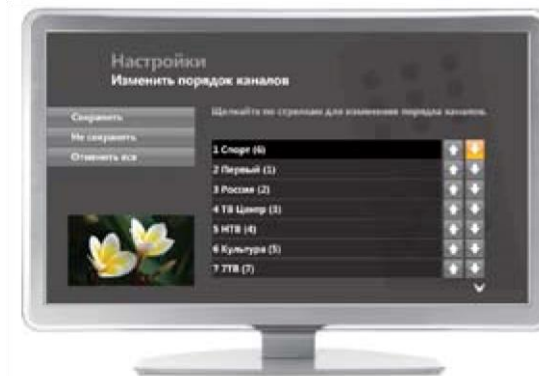 Настройки
Изменить порядок каналов
Сохранить
Не сохранять
Отменить все
Щелкайте по стрелкам для изменения порядка каналов.
1 Спорт (6)
2 Первый (1)
3 Россия (2)
4 ТВ Центр (3)
5 НТВ (4)
6 Культура (5)
7 7ТВ (7)